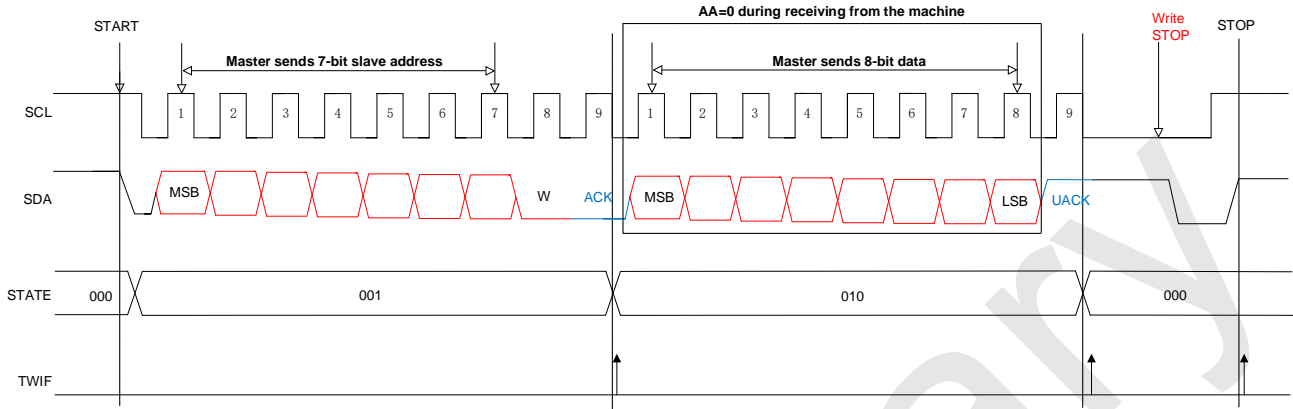 AA=0 during receiving from the machine
START
Write
STOP
STOP
Master sends 7-bit slave address
Master sends 8-bit data
SCL
1 2 3 4 5 6 7 8 9 1 2 3 4 5 6 7 8 9
SDA
MSB W ACK MSB LSB UACK
STATE 000 001 010 000
TWIF